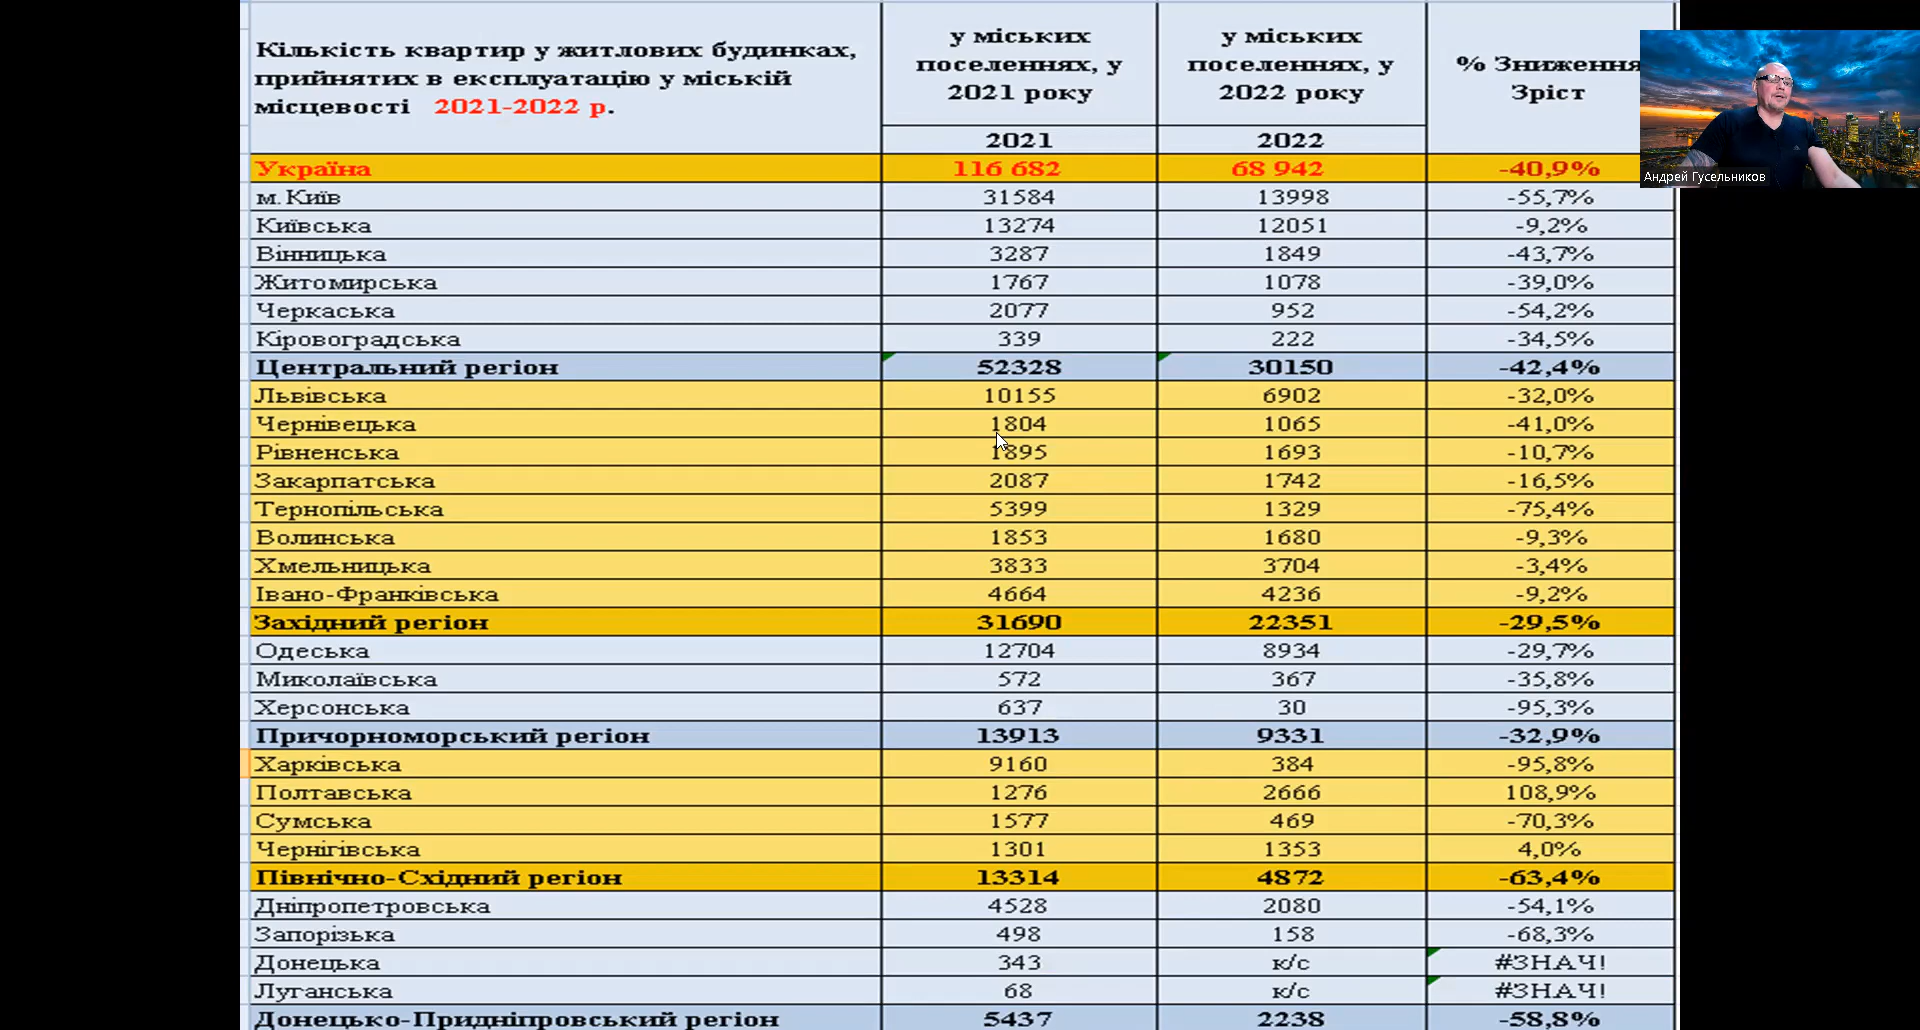 Кількість квартир у житлових будинках, прийнятих в експлуатацію у міській місцевості 2021-2022 р.
у міських поселеннях, у 2021 року
у міських поселеннях, у 2022 року
% Зниження Зріст
2021 2022
Україна 116 682 68 942 -40,9%
м. Київ 31584 13998 -55,7%
Київська 13274 12051 -9,2%
Вінницька 3287 1849 -43,7%
Житомирська 1767 1078 -39,0%
Черкаська 2077 952 -54,2%
Кіровоградська 339 222 -34,5%
Центральний регіон 52328 30150 -42,4%
Львівська 10155 6902 -32,0%
Чернівецька 1804 1065 -41,0%
Рівненська 1895 1693 -10,7%
Закарпатська 2087 1742 -16,5%
Тернопільська 5399 1329 -75,4%
Волинська 1853 1680 -9,3%
Хмельницька 3833 3704 -3,4%
Івано-Франківська 4664 4236 -9,2%
Західний регіон 31690 22351 -29,5%
Одеська 12704 8934 -29,7%
Миколаївська 572 367 -35,8%
Херсонська 637 30 -95,3%
Причорноморський регіон 13913 9331 -32,9%
Харківська 9160 384 -95,8%
Полтавська 1276 2666 108,9%
Сумська 1577 469 -70,3%
Чернігівська 1301 1353 4,0%
Північно-Східний регіон 13314 4872 -63,4%
Дніпропетровська 4528 2080 -54,1%
Запорізька 498 158 -68,3%
Донецька 343 к/с #ЗНАЧ!
Луганська 68 к/с #ЗНАЧ!
Донецько-Придніпровський регіон 5437 2238 -58,8%
Андрей Гусельников